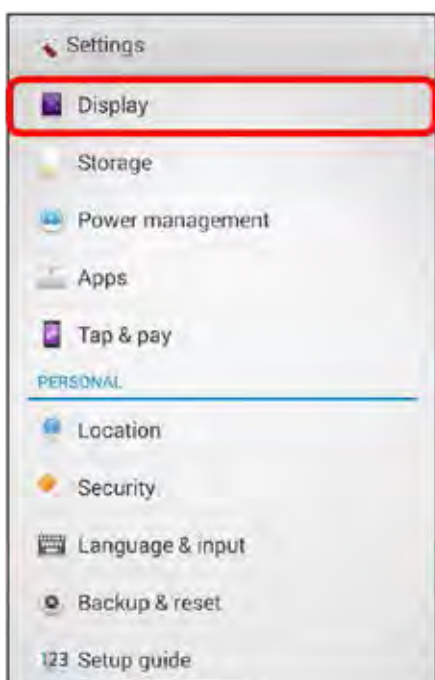 Settings
Display
Storage
Power management
Apps
Tap & pay
PERSONAL
Location
Security
Language & input
Backup & reset
123 Setup guide